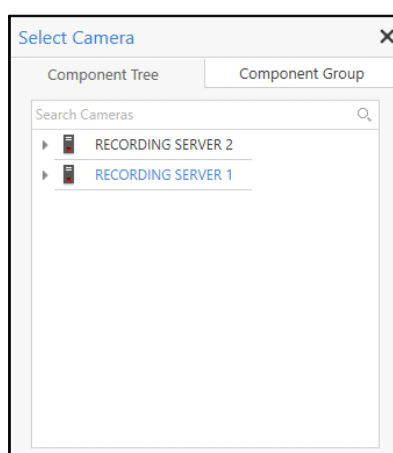 Select Camera
Component Tree Component Group
Search Cameras
RECORDING SERVER 2
RECORDING SERVER 1